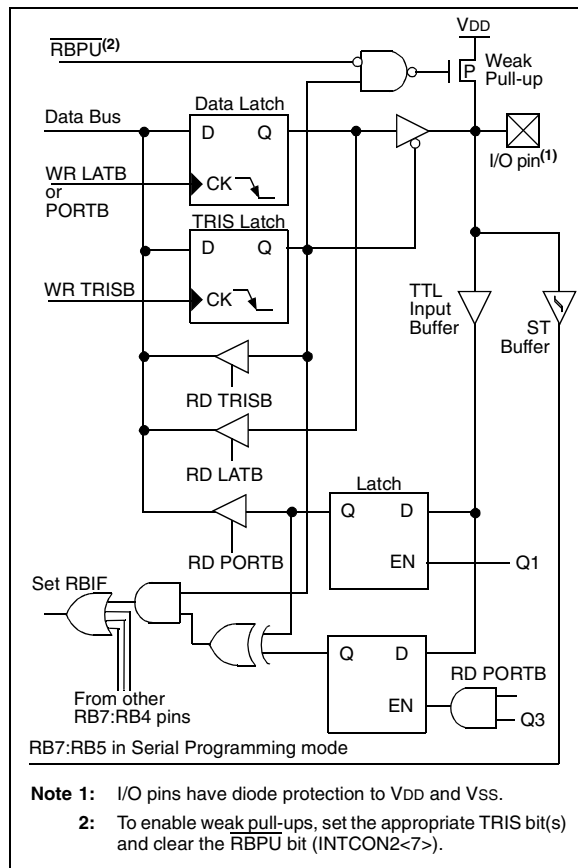 VDD
RBPU(2)
Weak
Pull-up
P
Data Bus
Data Latch
D Q
I/O pin(1)
WR LATB
or
PORTB
CK
TRIS Latch
D Q
WR TRISB
CK
TTL
Input
Buffer
ST
Buffer
RD TRISB
RD LATB
Latch
Q D
RD PORTB
EN
Q1
Set RBIF
Q D
RD PORTB
EN
Q3
From other
RB7:RB4 pins
RB7:RB5 in Serial Programming mode
Note 1: I/O pins have diode protection to VDD and VSS.
2: To enable weak pull-ups, set the appropriate TRIS bit(s)
and clear the RBPU bit (INTCON2<7>).